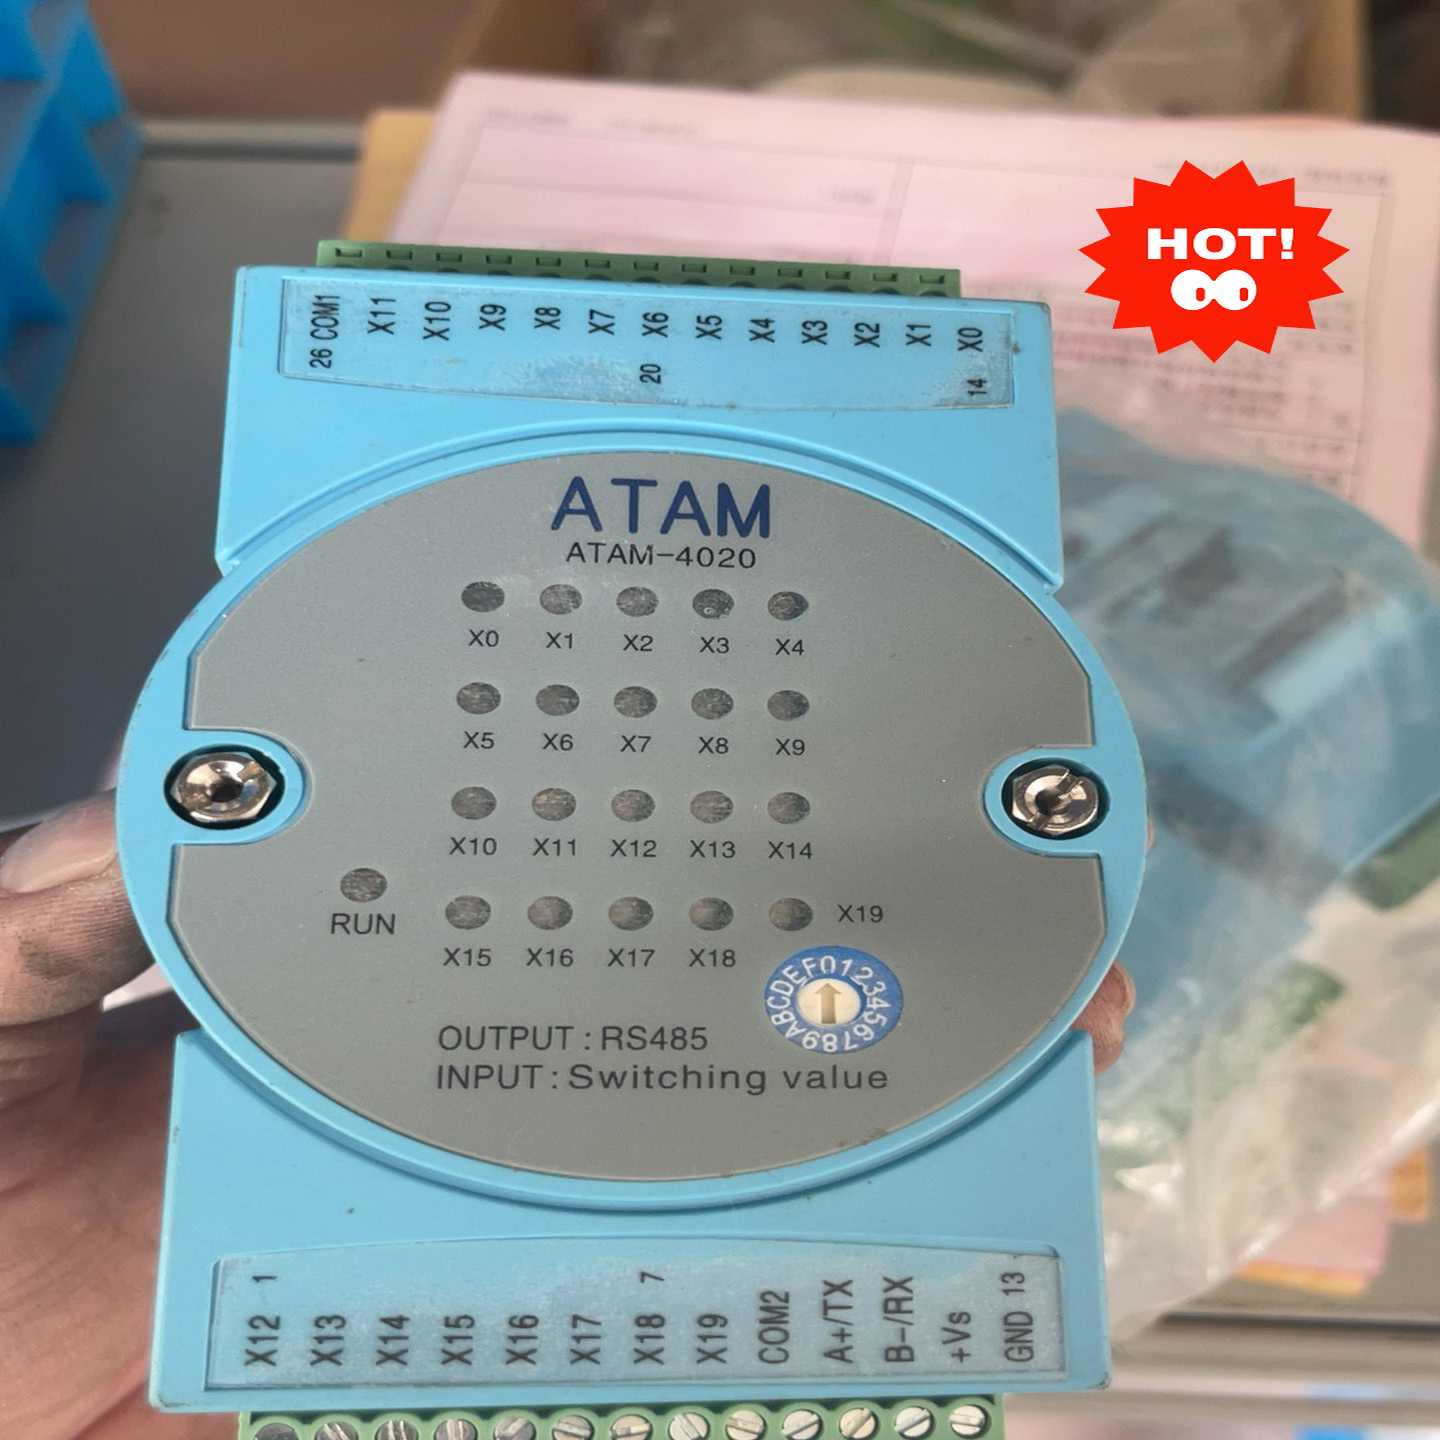 HOT!
COM1 X11 X10 X9 X8 X7 X6 X5 X4 X3 X2 X1 X0
26 20 14
ATAM
ATAM-4020
X0 X1 X2 X3 X4
X5 X6 X7 X8 X9
X10 X11 X12 X13 X14
RUN
X19
X15 X16 X17 X18
0123456789ABCDEF
OUTPUT : RS485
INPUT : Switching value
1 7 13
X12 X13 X14 X15 X16 X17 X18 X19 COM2 A+/TX B-/RX +Vs GND